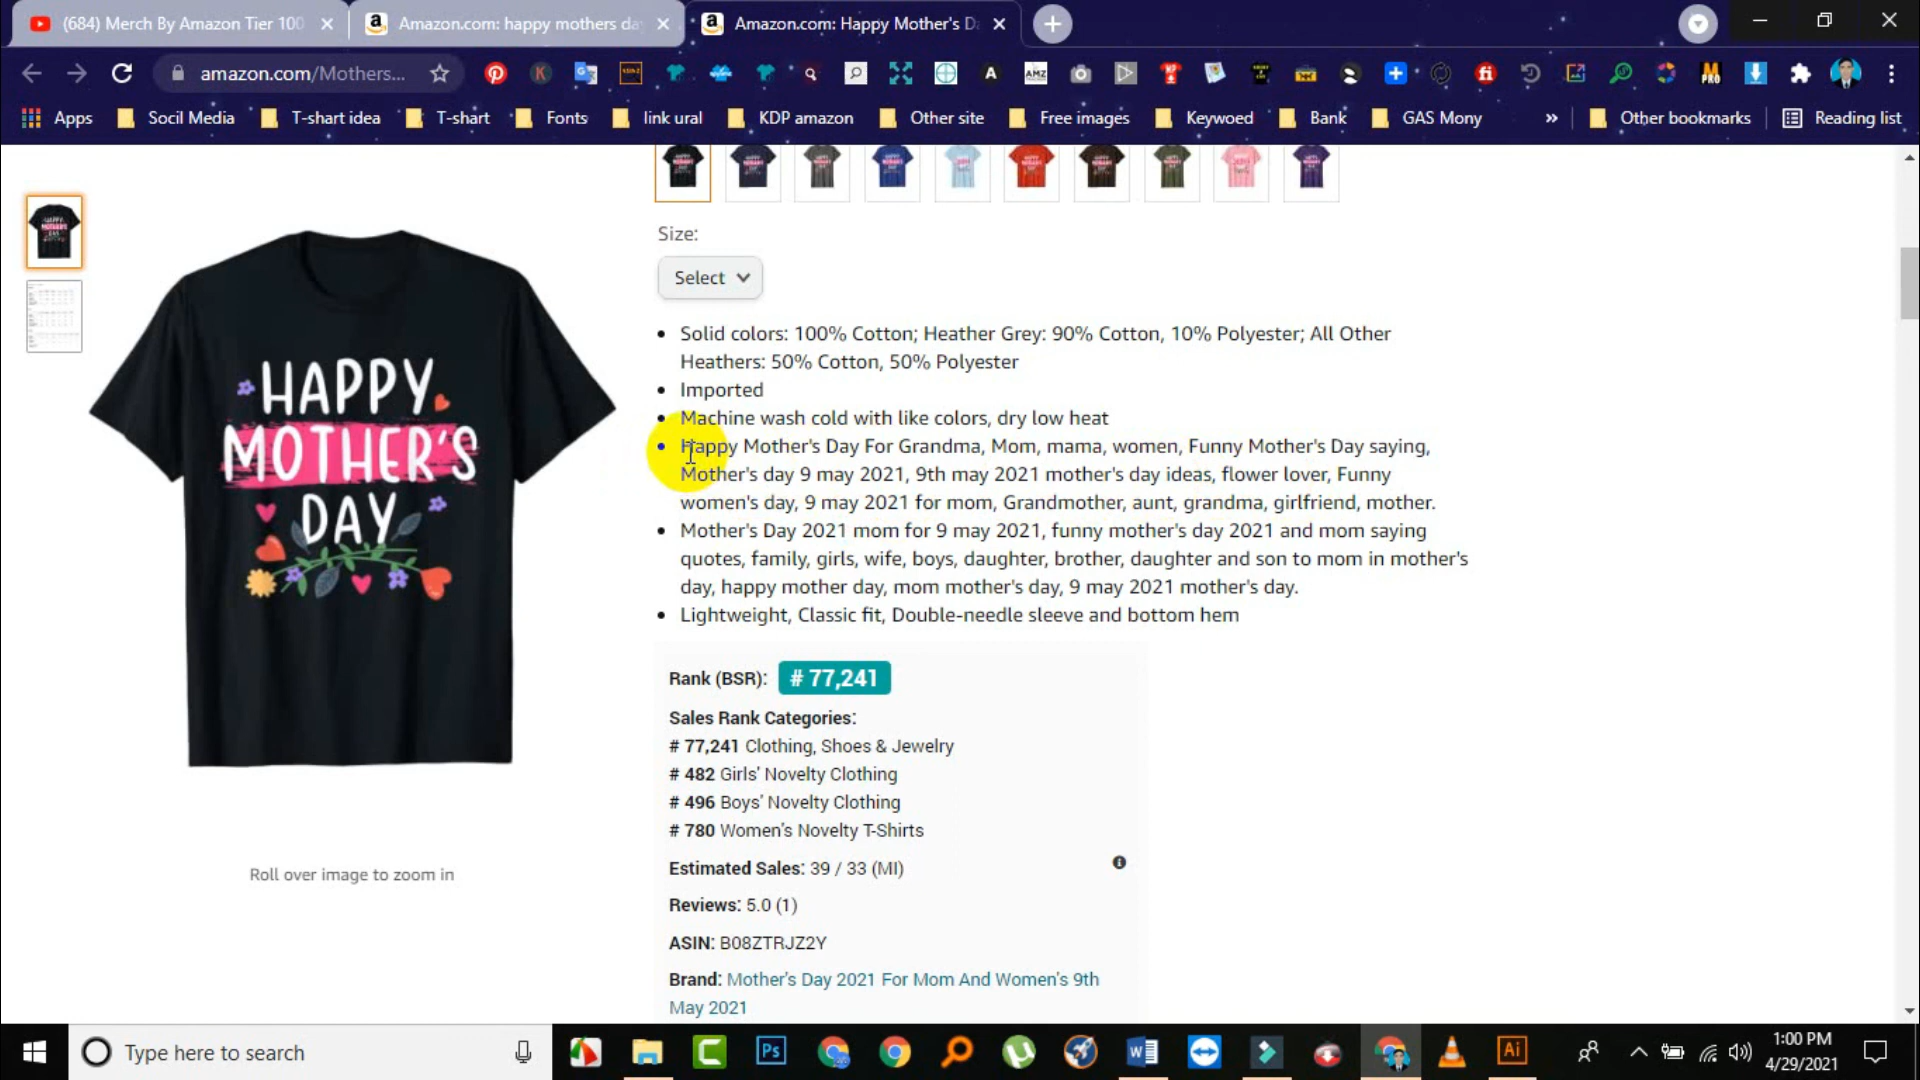 (684) Merch By Amazon Tier 100
Amazon.com: happy mothers da
Amazon.com: Happy Mother's D
amazon.com/Mothers...
Apps
Socil Media
T-shart idea
T-shart
Fonts
link ural
KDP amazon
Other site
Free images
Keywoed
Bank
GAS Mony
»
Other bookmarks
Reading list
Size:
Select
• Solid colors: 100% Cotton; Heather Grey: 90% Cotton, 10% Polyester; All Other
Heathers: 50% Cotton, 50% Polyester
• Imported
• Machine wash cold with like colors, dry low heat
• Happy Mother's Day For Grandma, Mom, mama, women, Funny Mother's Day saying,
Mother's day 9 may 2021, 9th may 2021 mother's day ideas, flower lover, Funny
women's day, 9 may 2021 for mom, Grandmother, aunt, grandma, girlfriend, mother.
• Mother's Day 2021 mom for 9 may 2021, funny mother's day 2021 and mom saying
quotes, family, girls, wife, boys, daughter, brother, daughter and son to mom in mother's
day, happy mother day, mom mother's day, 9 may 2021 mother's day.
• Lightweight, Classic fit, Double-needle sleeve and bottom hem
HAPPY
MOTHER'S
DAY
Roll over image to zoom in
Rank (BSR): # 77,241
Sales Rank Categories:
# 77,241 Clothing, Shoes & Jewelry
# 482 Girls' Novelty Clothing
# 496 Boys' Novelty Clothing
# 780 Women's Novelty T-Shirts
Estimated Sales: 39 / 33 (MI)
Reviews: 5.0 (1)
ASIN: B08ZTRJZ2Y
Brand: Mother's Day 2021 For Mom And Women's 9th
May 2021
Type here to search
1:00 PM
4/29/2021